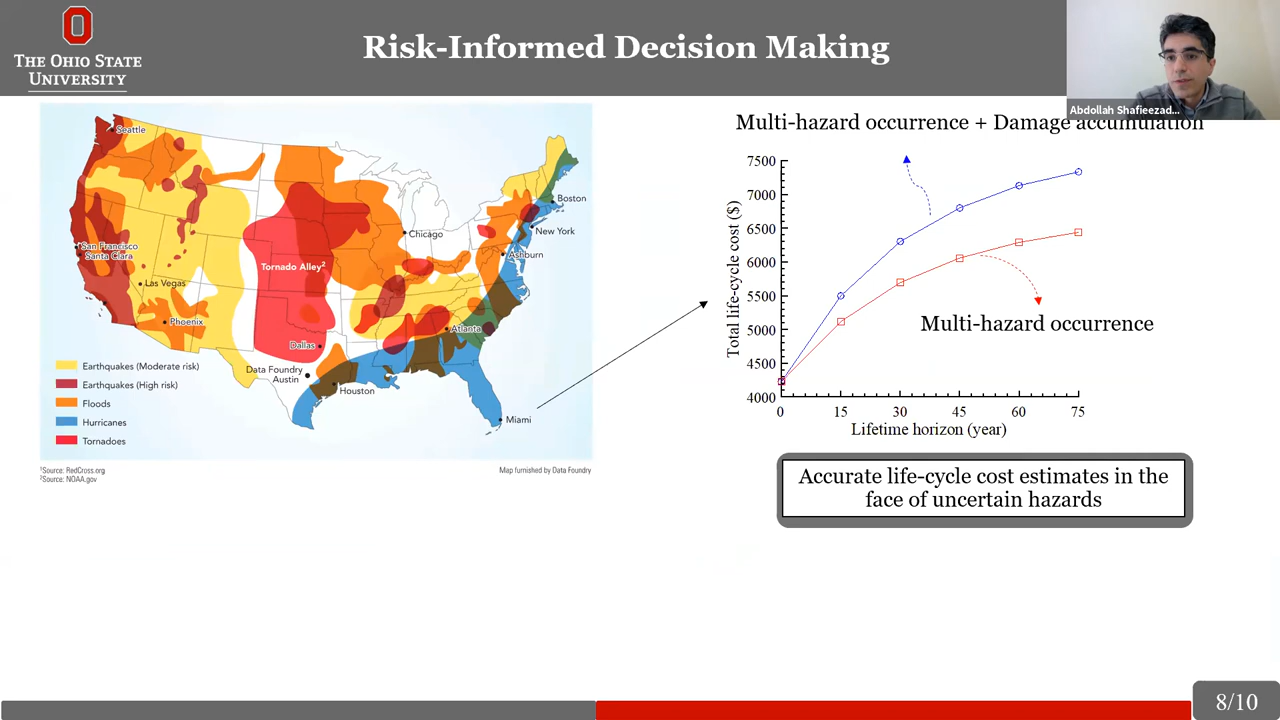 THE OHIO STATE
UNIVERSITY
Risk-Informed Decision Making
Abdollah Shafieezad...
Seattle
San Francisco
Santa Clara
Las Vegas
Phoenix
Tornado Alley²
Dallas
Data Foundry
Austin
Houston
Chicago
Boston
New York
Ashburn
Atlanta
Miami
Earthquakes (Moderate risk)
Earthquakes (High risk)
Floods
Hurricanes
Tornadoes
¹Source: RedCross.org
²Source: NOAA.gov
Map furnished by Data Foundry
Multi-hazard occurrence + Damage accumulation
Total life-cycle cost ($)
7500
7000
6500
6000
5500
5000
4500
4000
0 15 30 45 60 75
Lifetime horizon (year)
Multi-hazard occurrence
Accurate life-cycle cost estimates in the
face of uncertain hazards
8/10